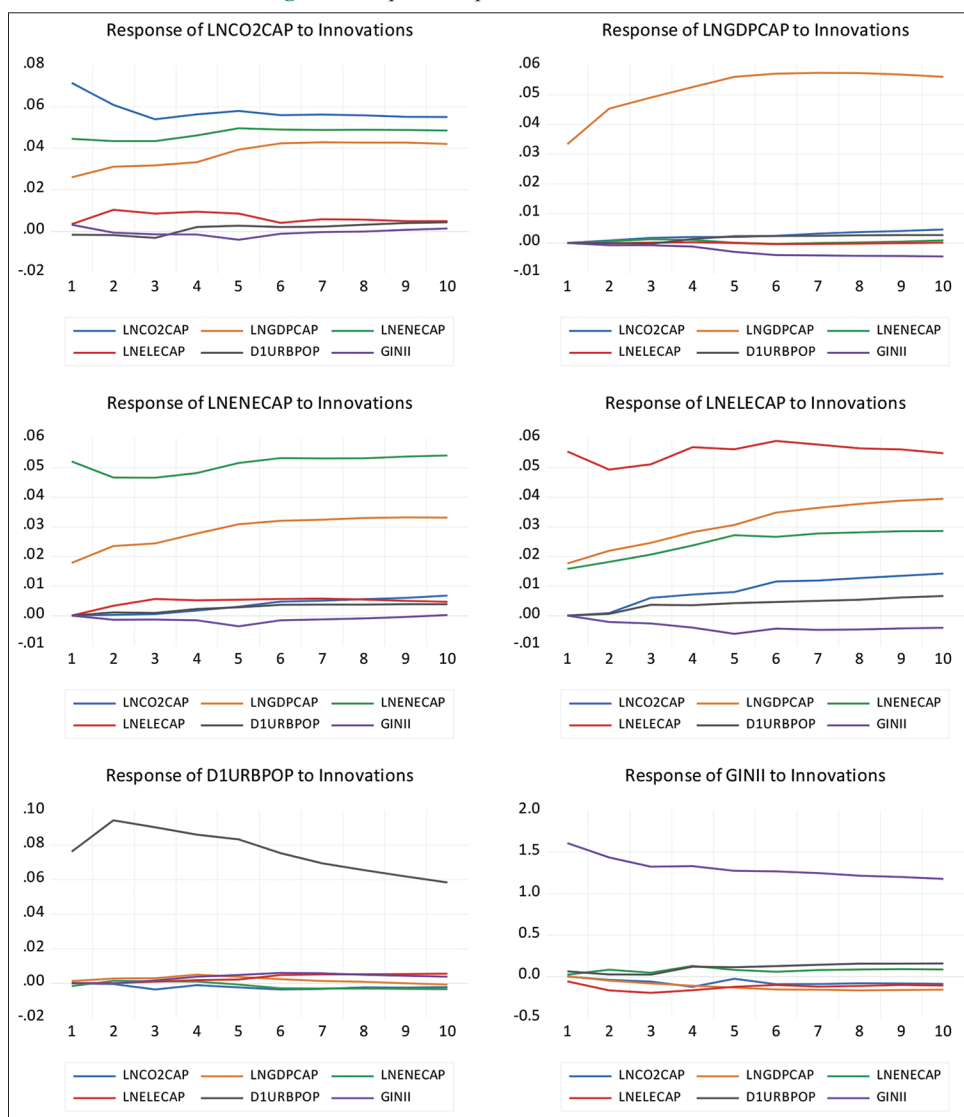 Response of LNCO2CAP to Innovations
.08
.06
.04
.02
.00
-.02
1 2 3 4 5 6 7 8 9 10
LNCO2CAP LNGDPCAP LNENECAP
LNELECAP D1URBPOP GINII
Response of LNGDPCAP to Innovations
.06
.05
.04
.03
.02
.01
.00
-.01
1 2 3 4 5 6 7 8 9 10
LNCO2CAP LNGDPCAP LNENECAP
LNELECAP D1URBPOP GINII
Response of LNENECAP to Innovations
.06
.05
.04
.03
.02
.01
.00
-.01
1 2 3 4 5 6 7 8 9 10
LNCO2CAP LNGDPCAP LNENECAP
LNELECAP D1URBPOP GINII
Response of LNELECAP to Innovations
.06
.05
.04
.03
.02
.01
.00
-.01
1 2 3 4 5 6 7 8 9 10
LNCO2CAP LNGDPCAP LNENECAP
LNELECAP D1URBPOP GINII
Response of D1URBPOP to Innovations
.10
.08
.06
.04
.02
.00
-.02
1 2 3 4 5 6 7 8 9 10
LNCO2CAP LNGDPCAP LNENECAP
LNELECAP D1URBPOP GINII
Response of GINII to Innovations
2.0
1.5
1.0
0.5
0.0
-0.5
1 2 3 4 5 6 7 8 9 10
LNCO2CAP LNGDPCAP LNENECAP
LNELECAP D1URBPOP GINII